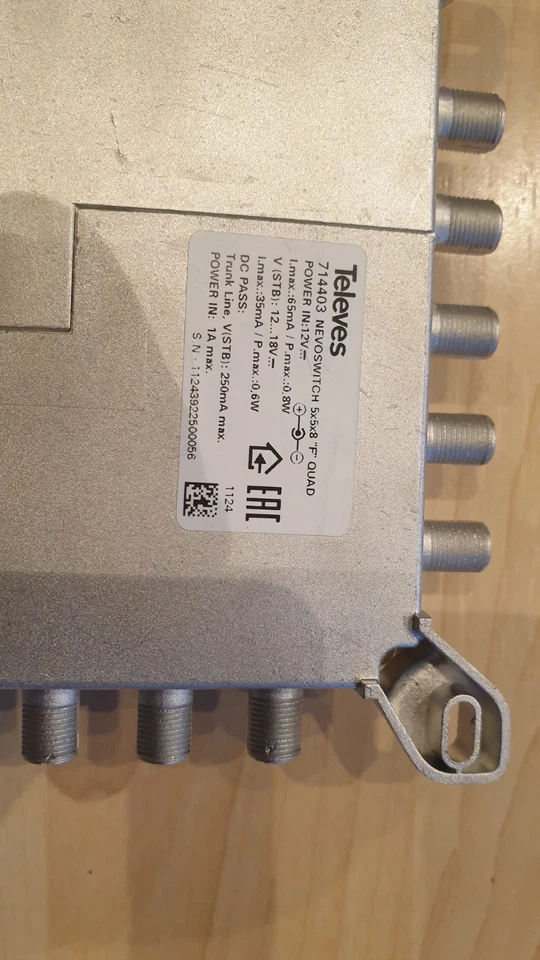 Televes
714403 NEVOSWITCH 5x5x8 "F" QUAD
POWER IN:12V⎓
I.max.:65mA / P.max.:0,8W
V (STB): 12...18V⎓
I.max.:35mA / P.max.:0,6W
DC PASS:
Trunk Line, V(STB): 250mA max.
POWER IN: 1A max.
S N · 11243922500056
+
−
EAC
1124